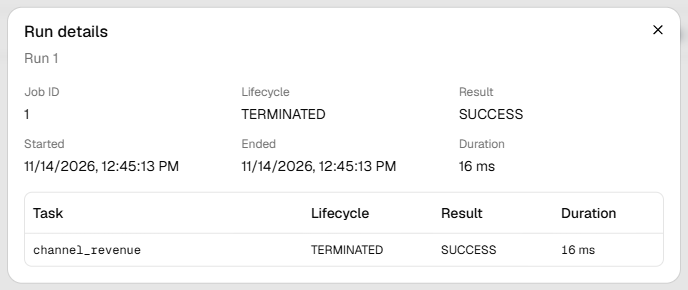 Run details
Run 1
Job ID Lifecycle Result
1 TERMINATED SUCCESS
Started Ended Duration
11/14/2026, 12:45:13 PM 11/14/2026, 12:45:13 PM 16 ms
Task Lifecycle Result Duration
channel_revenue TERMINATED SUCCESS 16 ms